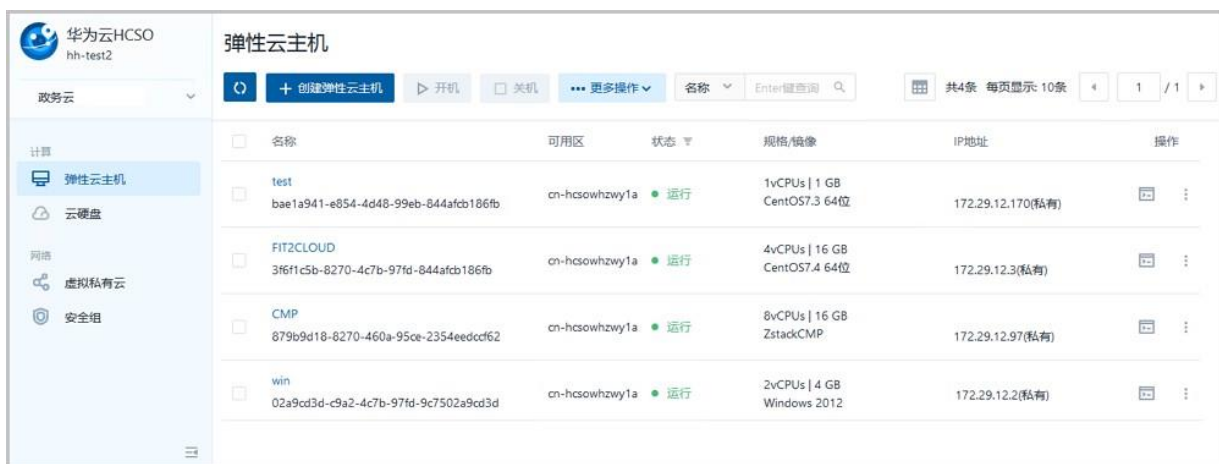 华为云HCSO
hh-test2
政务云
计算
弹性云主机
云硬盘
网络
虚拟私有云
安全组
弹性云主机
+ 创建弹性云主机 开机 关机 ••• 更多操作 名称 Enter键查询 共4条 每页显示: 10条 1 / 1
名称 可用区 状态 规格/镜像 IP地址 操作
test
bae1a941-e854-4d48-99eb-844afcb186fb cn-hcsowhzwy1a 运行 1vCPUs | 1 GB
CentOS7.3 64位 172.29.12.170(私有)
FIT2CLOUD
3f6f1c5b-8270-4c7b-97fd-844afcb186fb cn-hcsowhzwy1a 运行 4vCPUs | 16 GB
CentOS7.4 64位 172.29.12.3(私有)
CMP
879b9d18-8270-460a-95ce-2354eedccf62 cn-hcsowhzwy1a 运行 8vCPUs | 16 GB
ZstackCMP 172.29.12.97(私有)
win
02a9cd3d-c9a2-4c7b-97fd-9c7502a9cd3d cn-hcsowhzwy1a 运行 2vCPUs | 4 GB
Windows 2012 172.29.12.2(私有)